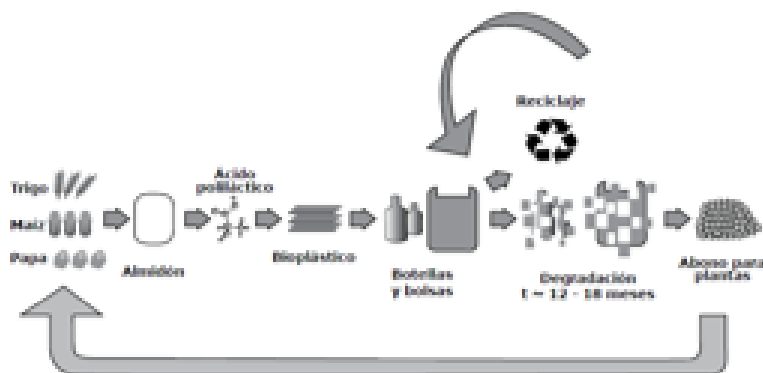 Reciclaje
Trigo
Maíz
Papa
Almidón
Ácido
poliláctico
Bioplástico
Botellas
y bolsas
Degradación
t ~ 12 - 18 meses
Abono para
plantas